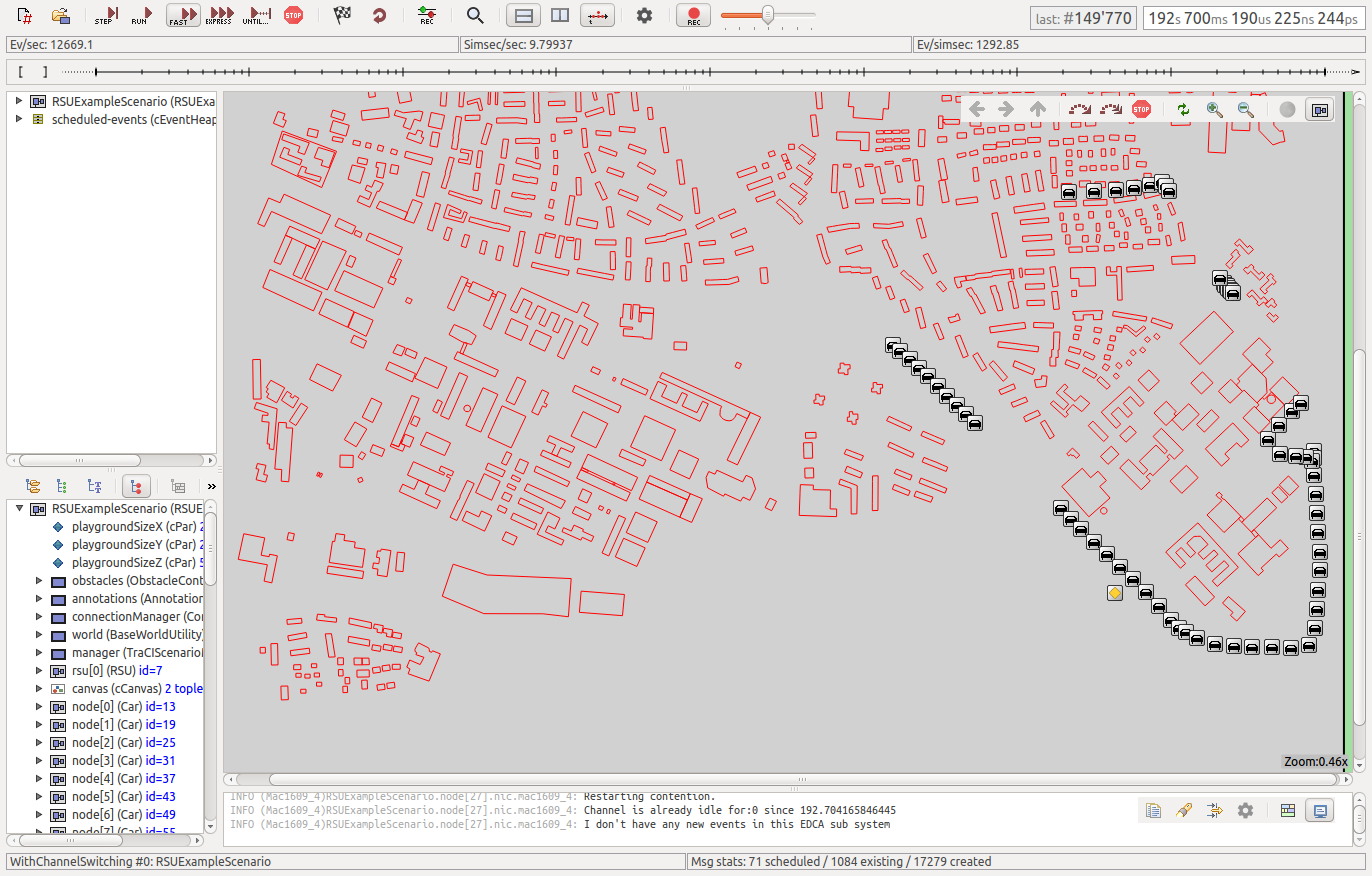 STEP
RUN
FAST
EXPRESS
UNTIL...
STOP
REC
REC
last: #149'770
192s 700ms 190us 225ns 244ps
Ev/sec: 12669.1
Simsec/sec: 9.79937
Ev/simsec: 1292.85
[ ]
RSUExampleScenario (RSUExa
scheduled-events (cEventHeap
STOP
»
RSUExampleScenario (RSUE
playgroundSizeX (cPar) 2
playgroundSizeY (cPar) 2
playgroundSizeZ (cPar) 5
obstacles (ObstacleCont
annotations (Annotation
connectionManager (Cor
world (BaseWorldUtility)
manager (TraCIScenarioM
rsu[0] (RSU) id=7
canvas (cCanvas) 2 tople
node[0] (Car) id=13
node[1] (Car) id=19
node[2] (Car) id=25
node[3] (Car) id=31
node[4] (Car) id=37
node[5] (Car) id=43
node[6] (Car) id=49
node[7] (Car) id=55
Zoom:0.46x
INFO (Mac1609_4)RSUExampleScenario.node[27].nic.mac1609_4: Restarting contention.
INFO (Mac1609_4)RSUExampleScenario.node[27].nic.mac1609_4: Channel is already idle for:0 since 192.704165846445
INFO (Mac1609_4)RSUExampleScenario.node[27].nic.mac1609_4: I don't have any new events in this EDCA sub system
WithChannelSwitching #0: RSUExampleScenario
Msg stats: 71 scheduled / 1084 existing / 17279 created